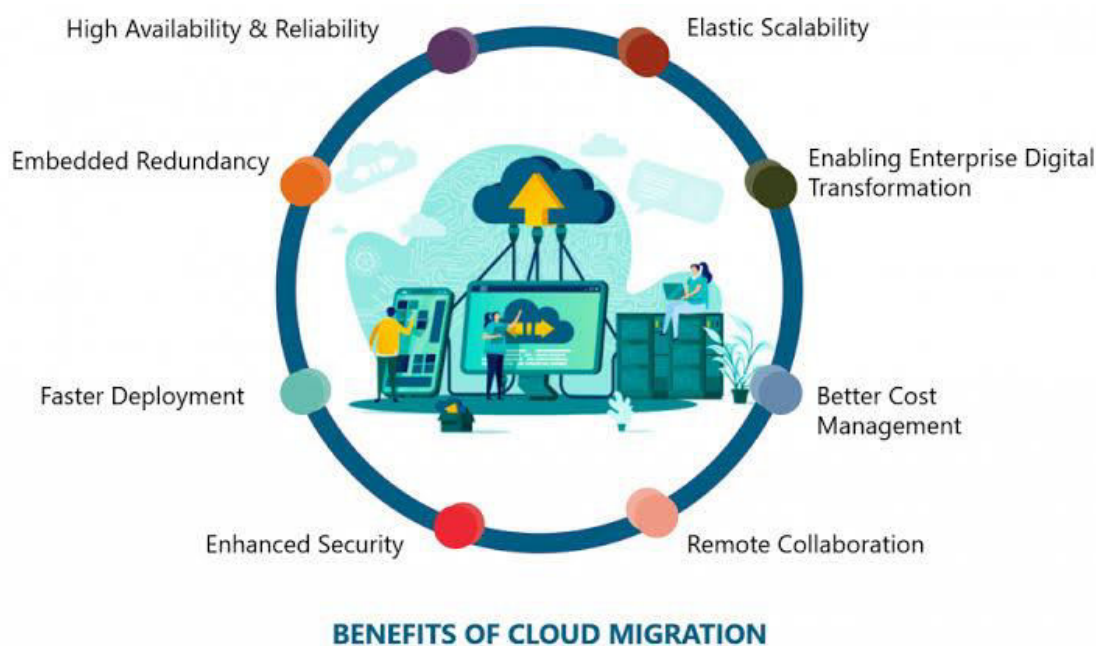 High Availability & Reliability
Elastic Scalability
Embedded Redundancy
Enabling Enterprise Digital
Transformation
Faster Deployment
Better Cost
Management
Enhanced Security
Remote Collaboration
BENEFITS OF CLOUD MIGRATION